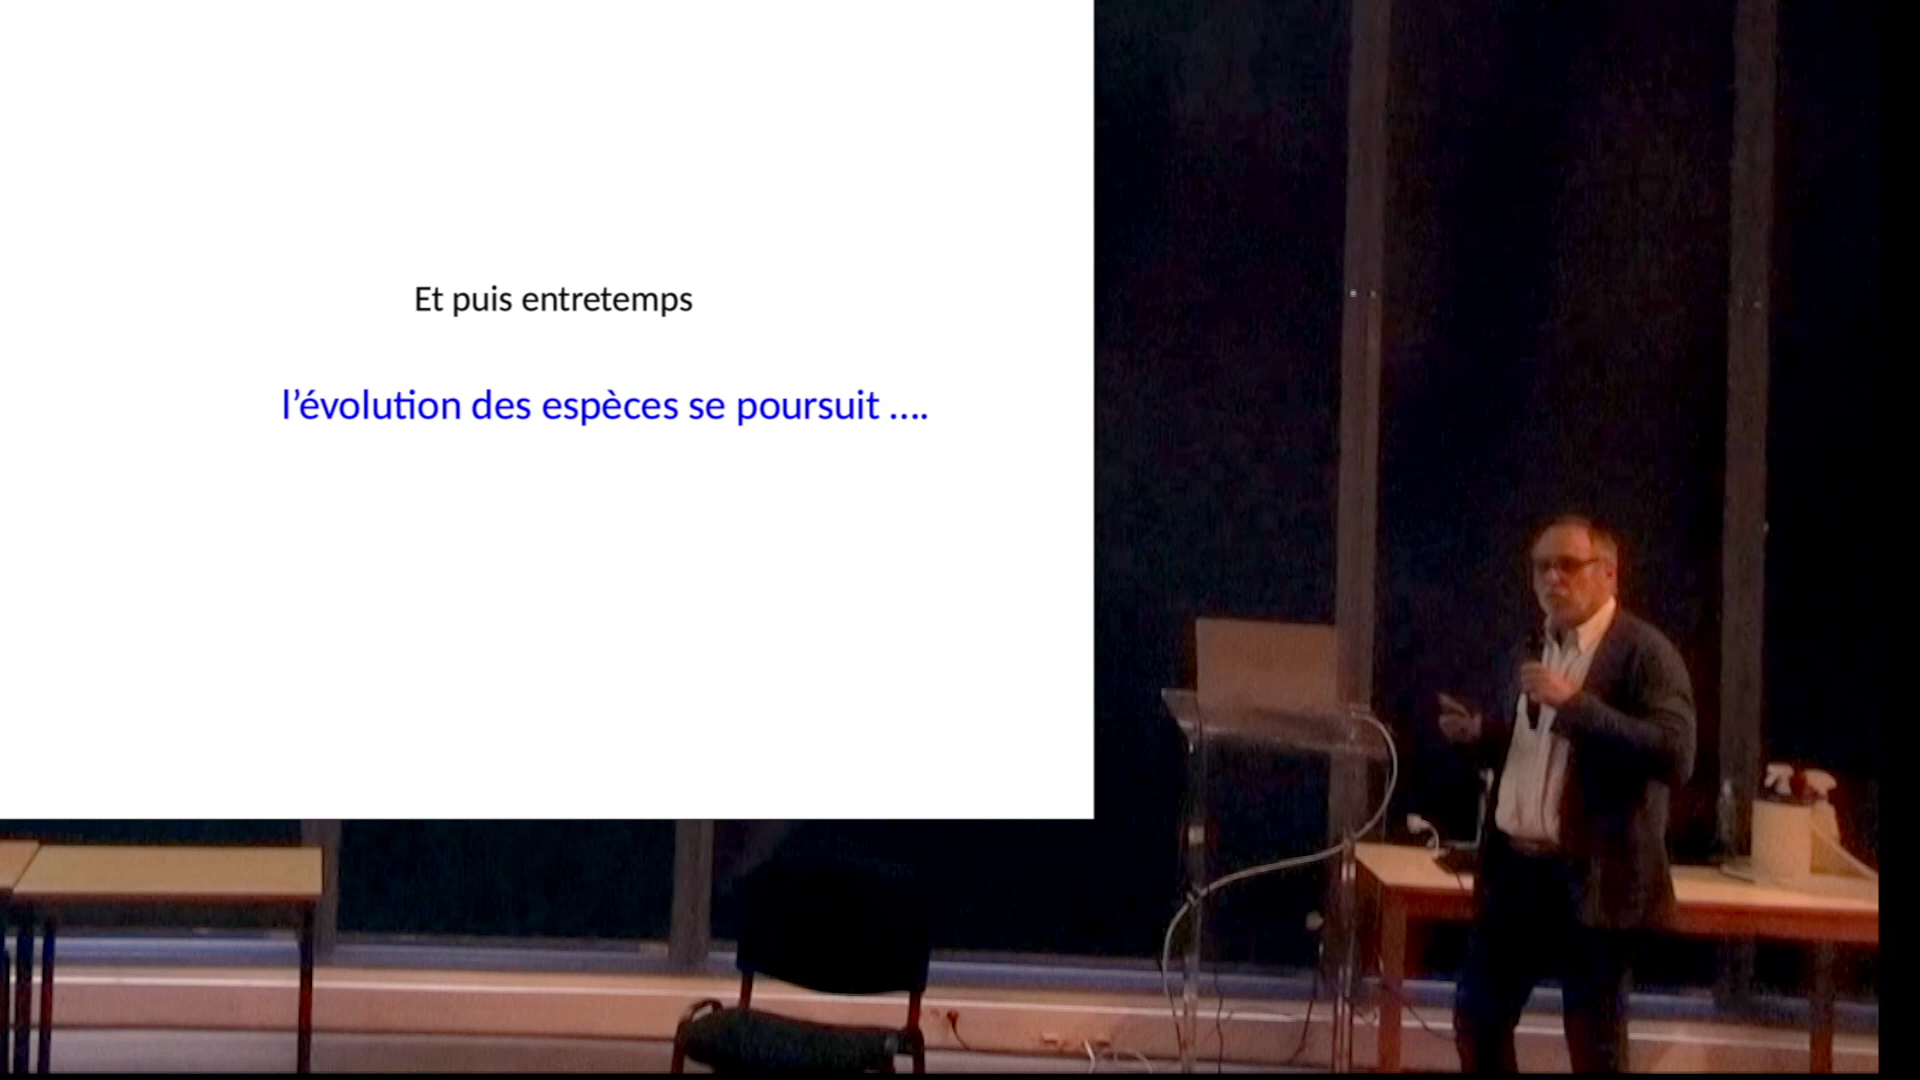 Et puis entretemps
l’évolution des espèces se poursuit ....